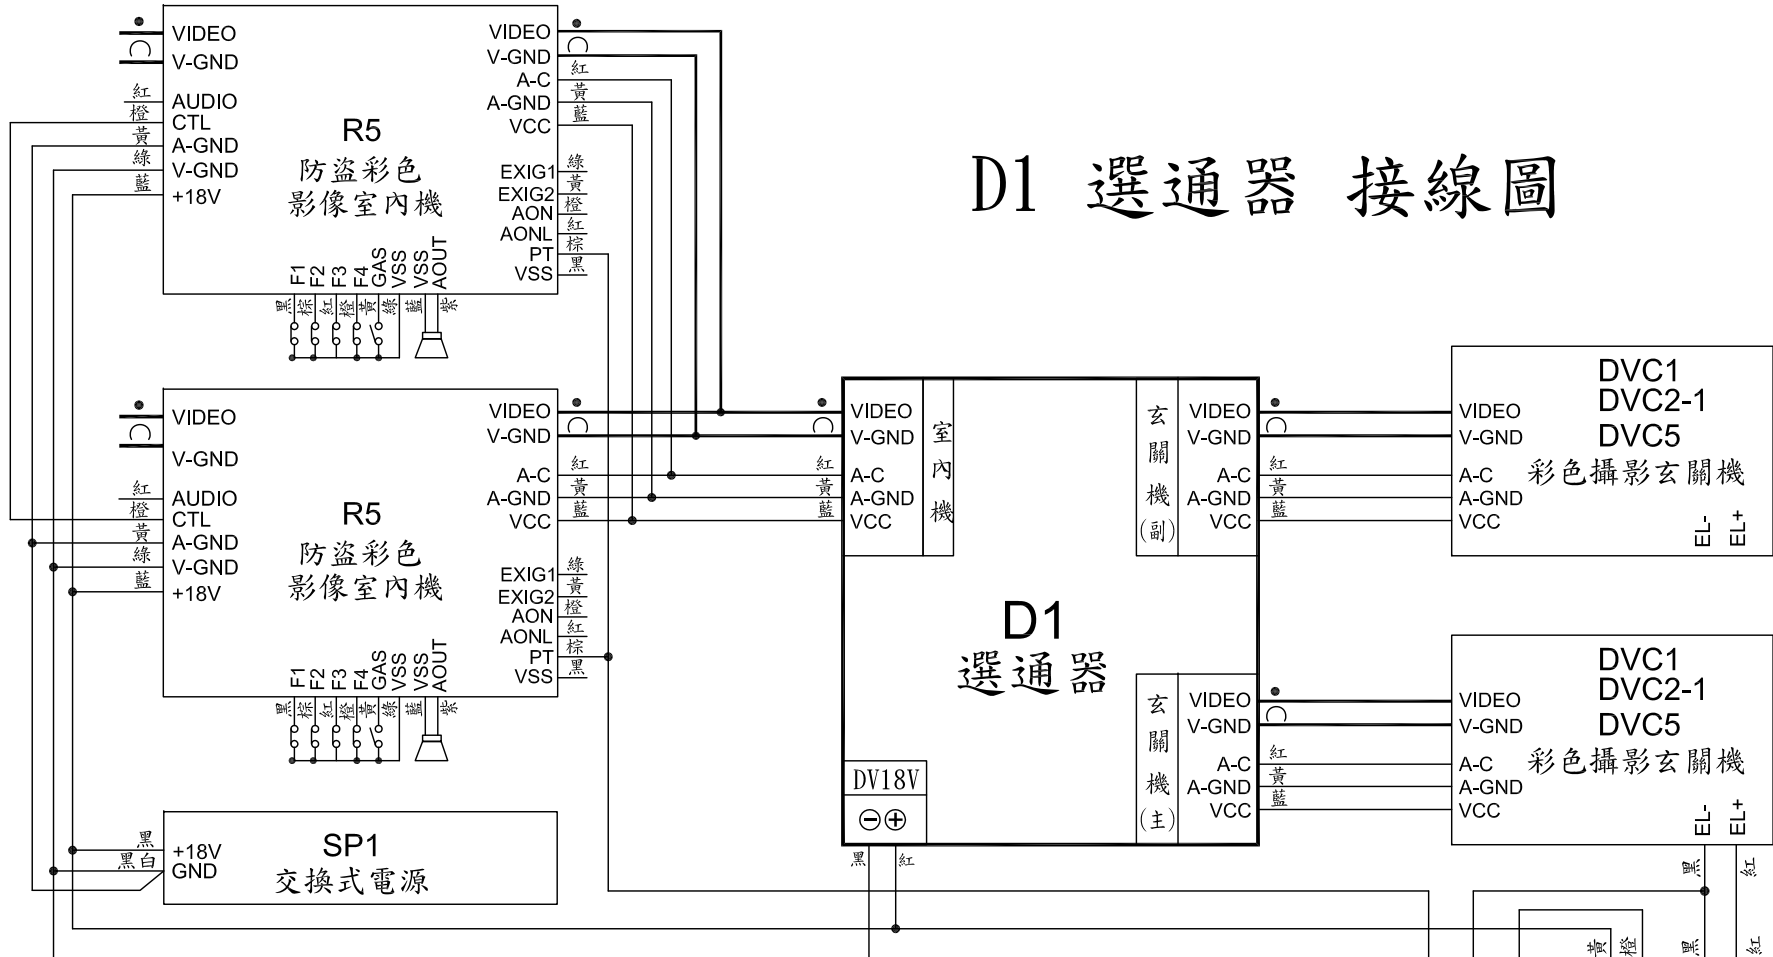 D1 選通器 接線圖
VIDEO
V-GND
紅
AUDIO
橙
CTL
黃
A-GND
綠
V-GND
藍
+18V
R5
防盜彩色
影像室內機
VIDEO
V-GND
紅
A-C
黃
A-GND
藍
VCC
綠
EXIG1
黃
EXIG2
橙
AON
紅
AONL
棕
PT
黑
VSS
F1
F2
F3
F4
GAS
VSS
VSS
AOUT
黑
棕
紅
橙
黃
綠
藍
紫
VIDEO
V-GND
紅
AUDIO
橙
CTL
黃
A-GND
綠
V-GND
藍
+18V
R5
防盜彩色
影像室內機
VIDEO
V-GND
紅
A-C
黃
A-GND
藍
VCC
綠
EXIG1
黃
EXIG2
橙
AON
紅
AONL
棕
PT
黑
VSS
F1
F2
F3
F4
GAS
VSS
VSS
AOUT
黑
棕
紅
橙
黃
綠
藍
紫
黑
+18V
黑白
GND
SP1
交換式電源
VIDEO
V-GND
紅
A-C
黃
A-GND
藍
VCC
室內機
D1
選通器
DV18V
⊖⊕
黑
紅
玄關機(副)
VIDEO
V-GND
A-C
紅
A-GND
黃
VCC
藍
玄關機(主)
VIDEO
V-GND
A-C
紅
A-GND
黃
VCC
藍
VIDEO
V-GND
A-C
A-GND
VCC
DVC1
DVC2-1
DVC5
彩色攝影玄關機
EL-
EL+
VIDEO
V-GND
A-C
A-GND
VCC
DVC1
DVC2-1
DVC5
彩色攝影玄關機
EL-
EL+
黑
紅
黃
橙
黑
紅